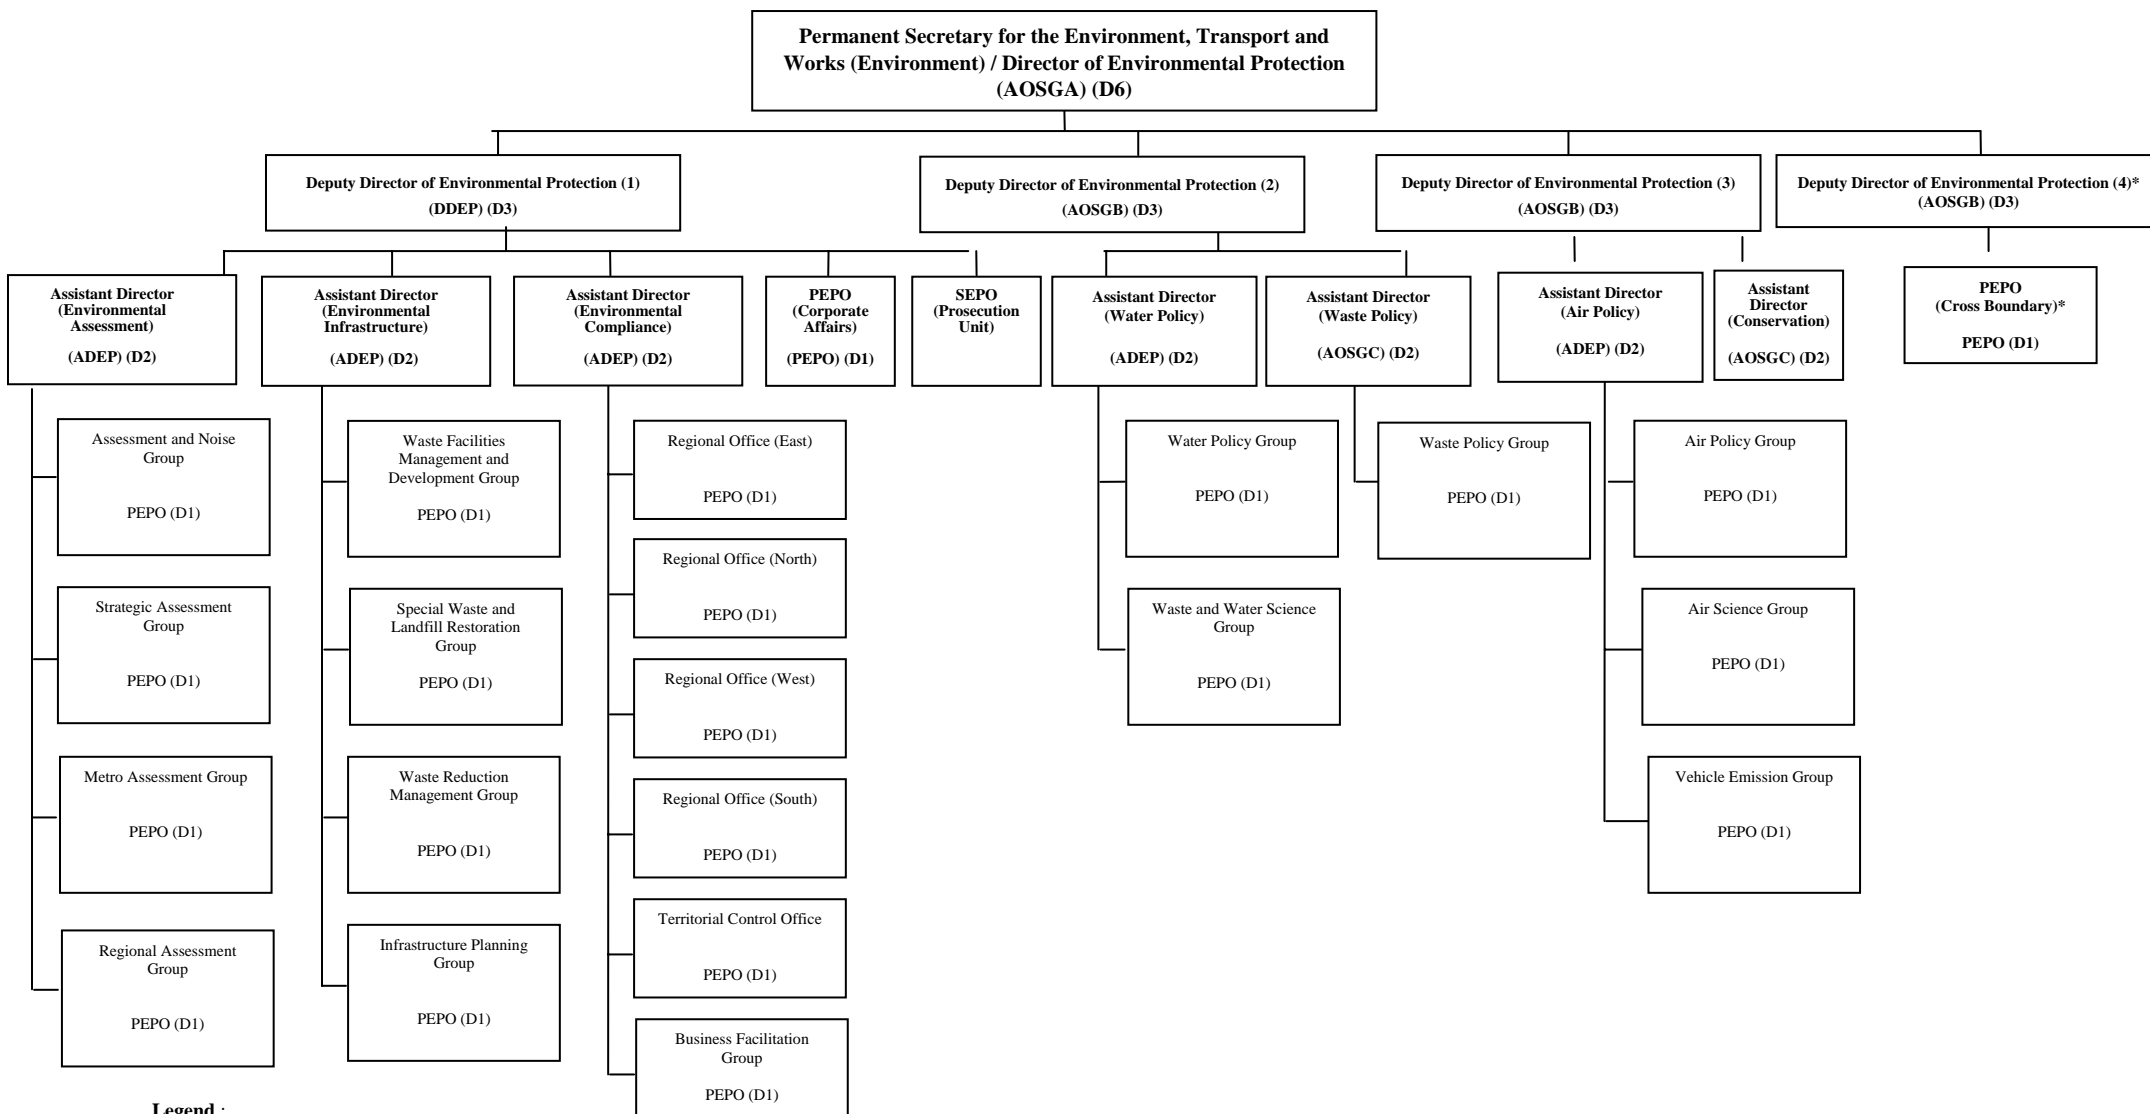 Permanent Secretary for the Environment, Transport and
Works (Environment) / Director of Environmental Protection
(AOSGA) (D6)
Deputy Director of Environmental Protection (1)
(DDEP) (D3)
Deputy Director of Environmental Protection (2)
(AOSGB) (D3)
Deputy Director of Environmental Protection (3)
(AOSGB) (D3)
Deputy Director of Environmental Protection (4)*
(AOSGB) (D3)
Assistant Director
(Environmental
Assessment)
(ADEP) (D2)
Assistant Director
(Environmental
Infrastructure)
(ADEP) (D2)
Assistant Director
(Environmental
Compliance)
(ADEP) (D2)
PEPO
(Corporate
Affairs)
(PEPO) (D1)
SEPO
(Prosecution
Unit)
Assistant Director
(Water Policy)
(ADEP) (D2)
Assistant Director
(Waste Policy)
(AOSGC) (D2)
Assistant Director
(Air Policy)
(ADEP) (D2)
Assistant
Director
(Conservation)
(AOSGC) (D2)
PEPO
(Cross Boundary)*
PEPO (D1)
Assessment and Noise
Group
PEPO (D1)
Strategic Assessment
Group
PEPO (D1)
Metro Assessment Group
PEPO (D1)
Regional Assessment
Group
PEPO (D1)
Waste Facilities
Management and
Development Group
PEPO (D1)
Special Waste and
Landfill Restoration
Group
PEPO (D1)
Waste Reduction
Management Group
PEPO (D1)
Infrastructure Planning
Group
PEPO (D1)
Regional Office (East)
PEPO (D1)
Regional Office (North)
PEPO (D1)
Regional Office (West)
PEPO (D1)
Regional Office (South)
PEPO (D1)
Territorial Control Office
PEPO (D1)
Business Facilitation
Group
PEPO (D1)
Water Policy Group
PEPO (D1)
Waste and Water Science
Group
PEPO (D1)
Waste Policy Group
PEPO (D1)
Air Policy Group
PEPO (D1)
Air Science Group
PEPO (D1)
Vehicle Emission Group
PEPO (D1)
Legend :